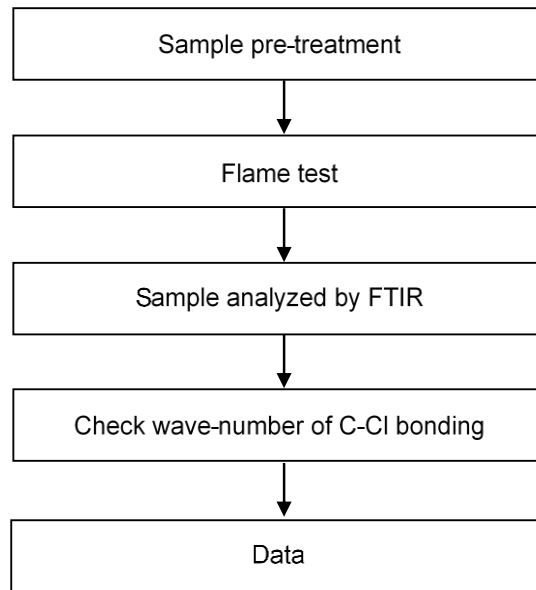 Sample pre-treatment
Flame test
Sample analyzed by FTIR
Check wave-number of C-Cl bonding
Data